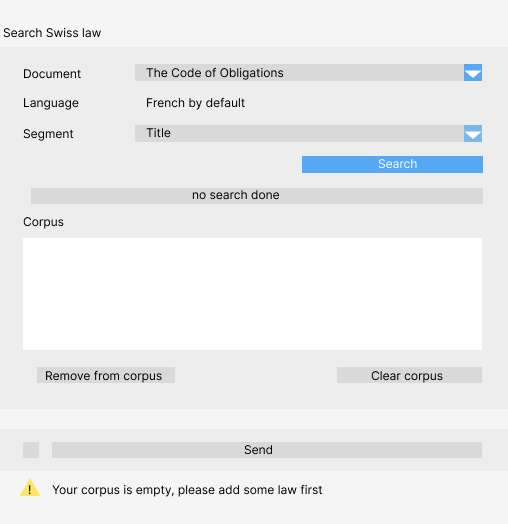 Search Swiss law
Document The Code of Obligations
Language French by default
Segment Title
Search
no search done
Corpus
Remove from corpus Clear corpus
Send
! Your corpus is empty, please add some law first